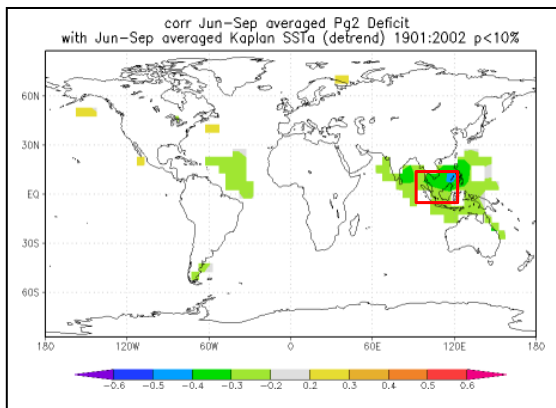 corr Jun-Sep averaged Pg2 Deficit
with Jun-Sep averaged Kaplan SSTa (detrend) 1901:2002 p<10%
60N
30N
EQ
30S
60S
180 120W 60W 0 60E 120E 180
-0.6 -0.5 -0.4 -0.3 -0.2 0.2 0.3 0.4 0.5 0.6